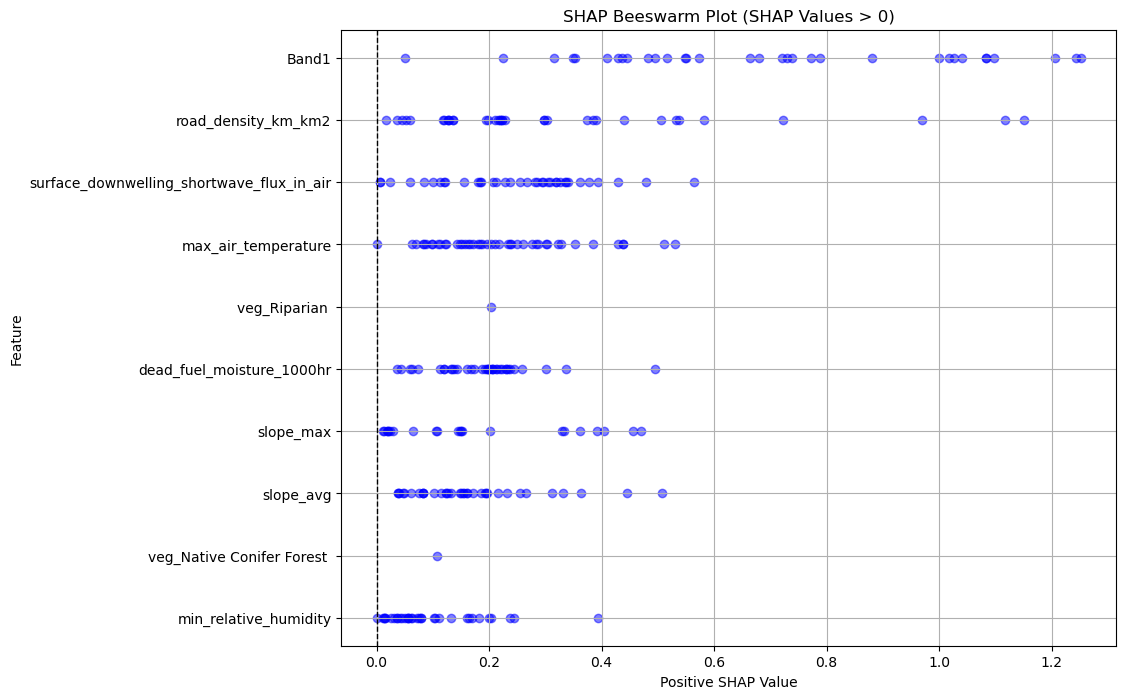 SHAP Beeswarm Plot (SHAP Values > 0)
Feature
Band1
road_density_km_km2
surface_downwelling_shortwave_flux_in_air
max_air_temperature
veg_Riparian
dead_fuel_moisture_1000hr
slope_max
slope_avg
veg_Native Conifer Forest
min_relative_humidity
0.0 0.2 0.4 0.6 0.8 1.0 1.2
Positive SHAP Value